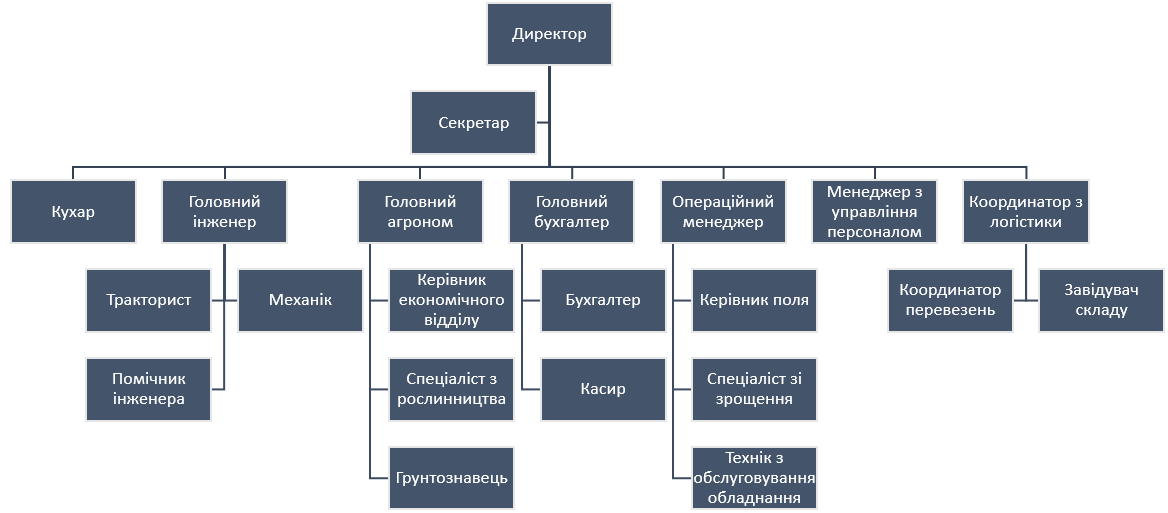 Директор
Секретар
Кухар
Головний
інженер
Головний
агроном
Головний
бухгалтер
Операційний
менеджер
Менеджер з
управління
персоналом
Координатор з
логістики
Тракторист
Механік
Керівник
економічного
відділу
Бухгалтер
Керівник поля
Координатор
перевезень
Завідувач
складу
Помічник
інженера
Спеціаліст з
рослинництва
Касир
Спеціаліст зі
зрощення
Грунтознавець
Технік з
обслуговування
обладнання